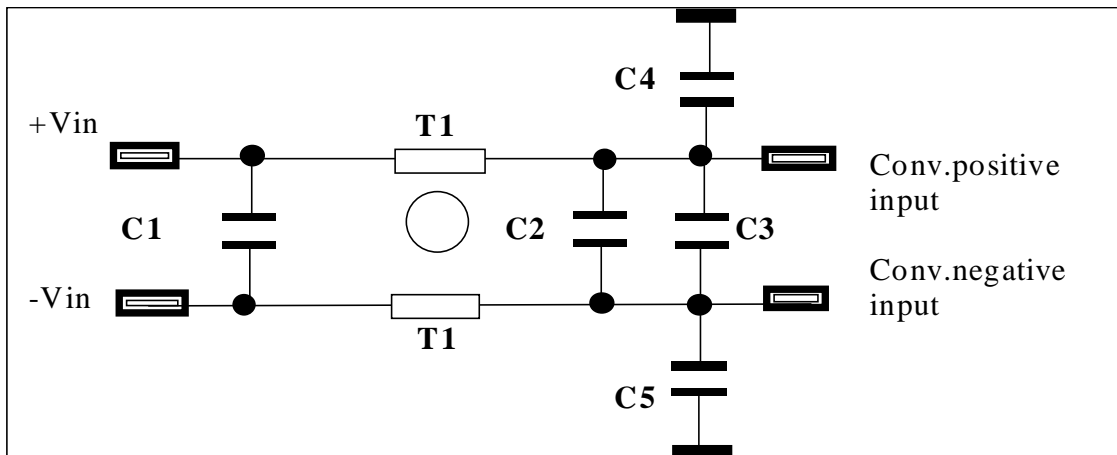 C4
+Vin
T1
Conv.positive
input
C1
C2
C3
-Vin
Conv.negative
input
T1
C5